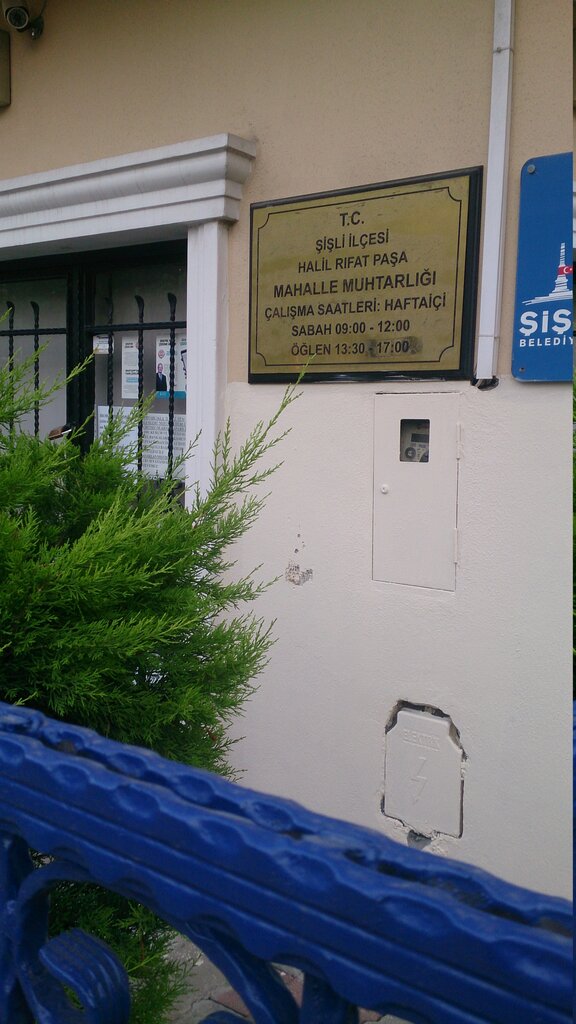 T.C.
ŞİŞLİ İLÇESİ
HALİL RIFAT PAŞA
MAHALLE MUHTARLIĞI
ÇALIŞMA SAATLERİ: HAFTAİÇİ
SABAH 09:00 - 12:00
ÖĞLEN 13:30 - 17:00
ŞİŞ
BELEDİY
ELEKTRİK